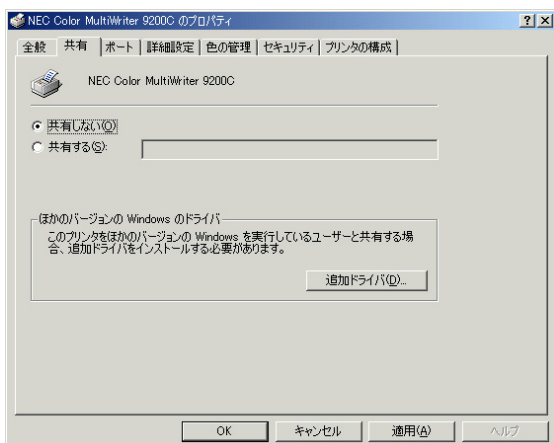 NEC Color MultiWriter 9200C のプロパティ
全般 共有 ポート 詳細設定 色の管理 セキュリティ プリンタの構成
NEC Color MultiWriter 9200C
共有しない(O)
共有する(S):
ほかのバージョンの Windows のドライバ
このプリンタをほかのバージョンの Windows を実行しているユーザーと共有する場
合、追加ドライバをインストールする必要があります。
追加ドライバ(D)...
OK キャンセル 適用(A) ヘルプ